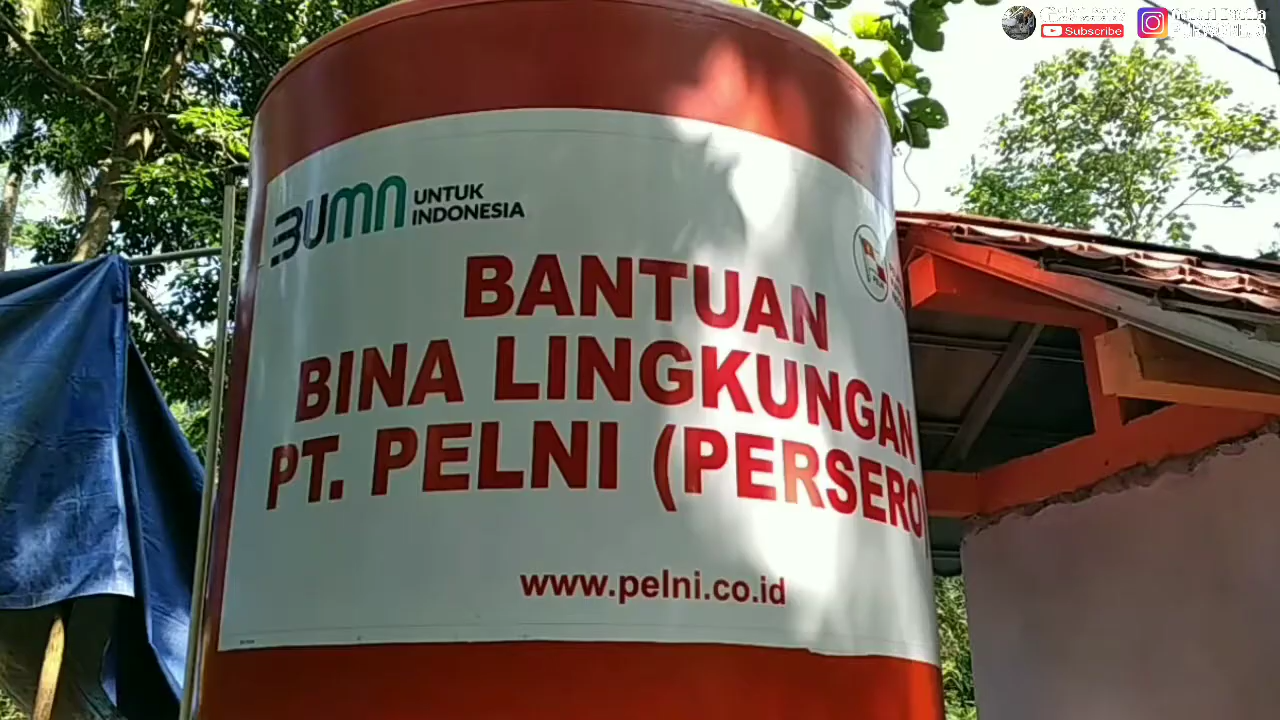 Subscribe
BUMN UNTUK
INDONESIA
BANTUAN
BINA LINGKUNGAN
PT. PELNI (PERSERO)
www.pelni.co.id